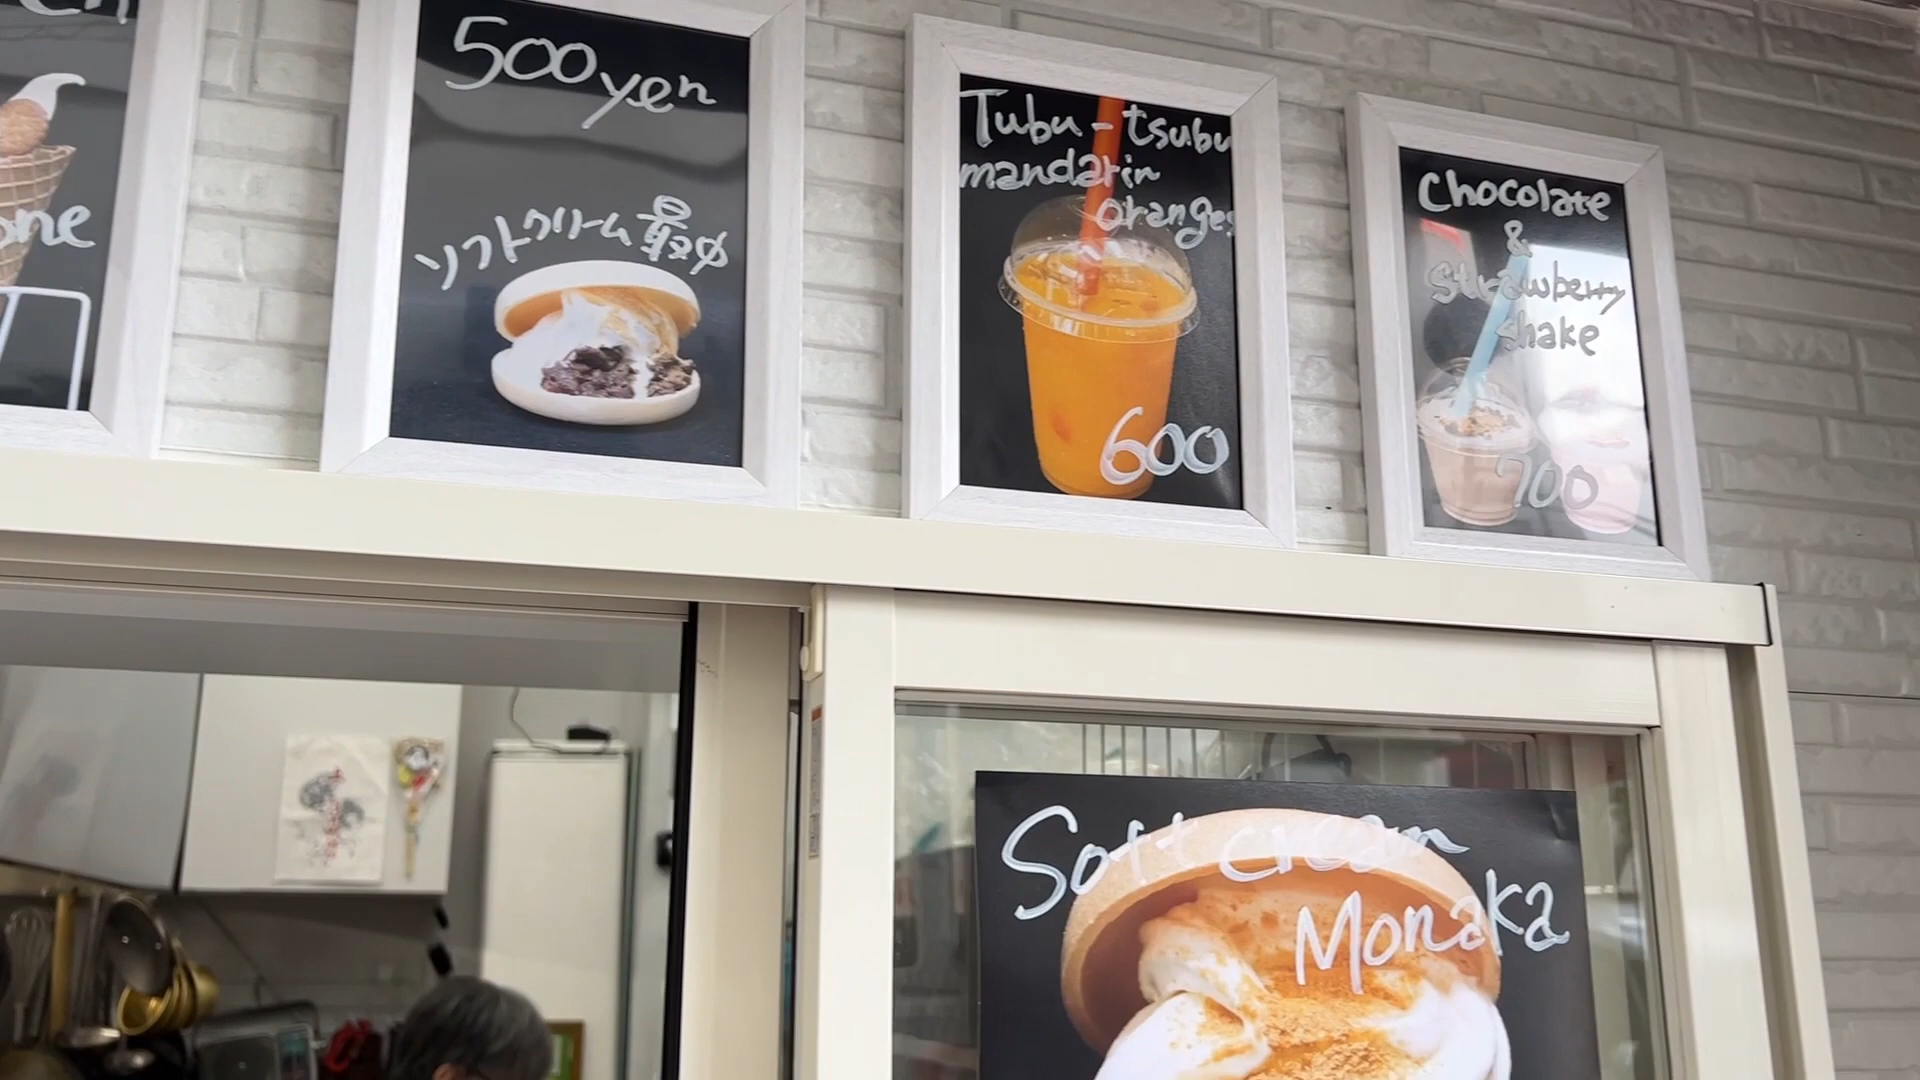 one
500yen
ソフトクリーム最中
Tubu-tsubu
mandarin
oranges
600
Chocolate
&
Strawberry
shake
700
Soft cream
Monaka